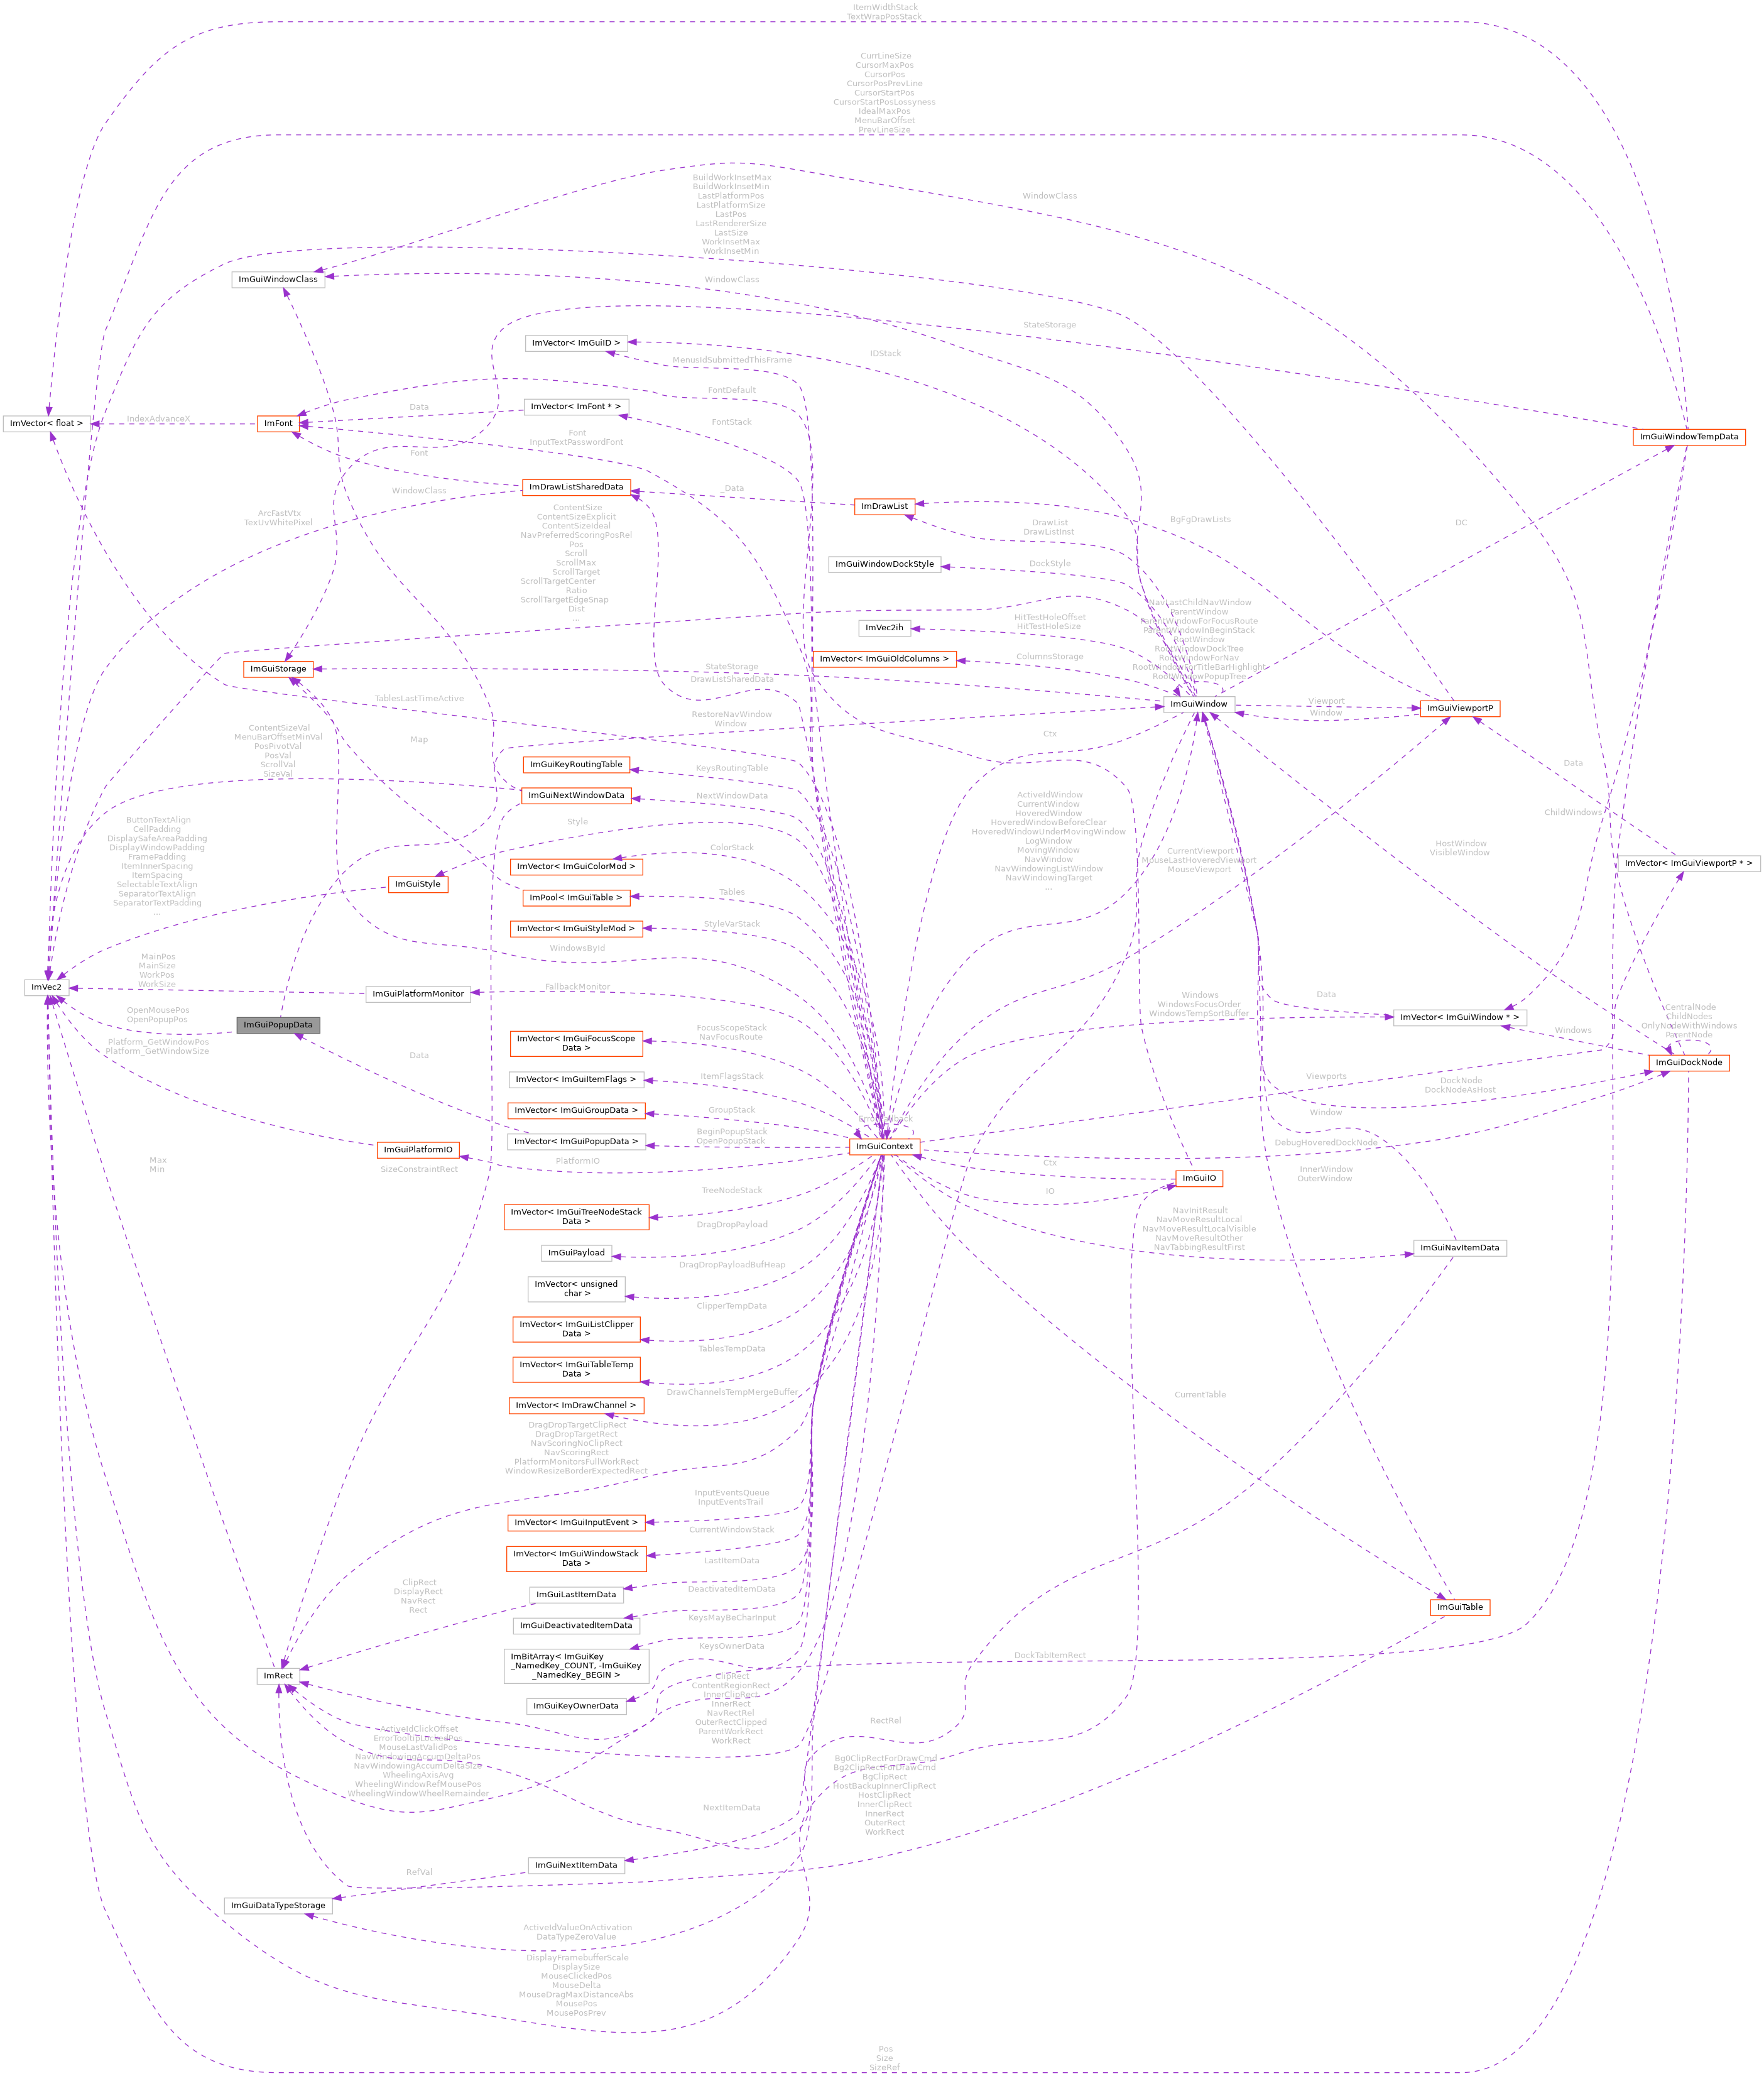 ItemWidthStack
TextWrapPosStack
CurrLineSize
CursorMaxPos
CursorPos
CursorPosPrevLine
CursorStartPos
CursorStartPosLossyness
IdealMaxPos
MenuBarOffset
PrevLineSize
BuildWorkInsetMax
BuildWorkInsetMin
LastPlatformPos
LastPlatformSize
LastPos
LastRendererSize
LastSize
WorkInsetMax
WorkInsetMin
WindowClass
ImGuiWindowClass
WindowClass
StateStorage
ImVector< ImGuiID >
IDStack
MenusIdSubmittedThisFrame
FontDefault
ImVector< float >
IndexAdvanceX
ImFont
Data
ImVector< ImFont * >
FontStack
Font
InputTextPasswordFont
ImGuiWindowTempData
Font
ImDrawListSharedData
_Data
ImDrawList
BgFgDrawLists
WindowClass
ArcFastVtx
TexUvWhitePixel
ContentSize
ContentSizeExplicit
ContentSizeIdeal
NavPreferredScoringPosRel
Pos
Scroll
ScrollMax
ScrollTarget
ScrollTargetCenter
Ratio
ScrollTargetEdgeSnap
Dist
...
DrawList
DrawListInst
DC
ImGuiWindowDockStyle
DockStyle
ImVec2ih
HitTestHoleOffset
HitTestHoleSize
NavLastChildNavWindow
ParentWindow
ParentWindowForFocusRoute
ParentWindowInBeginStack
RootWindow
RootWindowDockTree
RootWindowForNav
RootWindowForTitleBarHighlight
RootWindowPopupTree
ImVector< ImGuiOldColumns >
ColumnsStorage
ImGuiStorage
StateStorage
DrawListSharedData
TablesLastTimeActive
ImGuiWindow
Viewport
Window
ImGuiViewportP
RestoreNavWindow
Window
Ctx
ContentSizeVal
MenuBarOffsetMinVal
PosPivotVal
PosVal
ScrollVal
SizeVal
Map
ImGuiKeyRoutingTable
KeysRoutingTable
Data
ImGuiNextWindowData
NextWindowData
ActiveIdWindow
CurrentWindow
HoveredWindow
HoveredWindowBeforeClear
HoveredWindowUnderMovingWindow
LogWindow
MovingWindow
NavWindow
NavWindowingListWindow
NavWindowingTarget
...
ChildWindows
ButtonTextAlign
CellPadding
DisplaySafeAreaPadding
DisplayWindowPadding
FramePadding
ItemInnerSpacing
ItemSpacing
SelectableTextAlign
SeparatorTextAlign
SeparatorTextPadding
...
Style
ColorStack
ImVector< ImGuiColorMod >
CurrentViewport
MouseLastHoveredViewport
MouseViewport
HostWindow
VisibleWindow
ImVector< ImGuiViewportP * >
ImGuiStyle
ImPool< ImGuiTable >
Tables
ImVector< ImGuiStyleMod >
StyleVarStack
WindowsById
MainPos
MainSize
WorkPos
WorkSize
ImVec2
ImGuiPlatformMonitor
FallbackMonitor
Windows
WindowsFocusOrder
WindowsTempSortBuffer
Data
ImVector< ImGuiWindow * >
OpenMousePos
OpenPopupPos
ImGuiPopupData
CentralNode
ChildNodes
OnlyNodeWithWindows
ParentNode
Windows
Platform_GetWindowPos
Platform_GetWindowSize
Data
ImVector< ImGuiFocusScope
Data >
FocusScopeStack
NavFocusRoute
ImGuiDockNode
ImVector< ImGuiItemFlags >
ItemFlagsStack
Viewports
DockNode
DockNodeAsHost
ImVector< ImGuiGroupData >
GroupStack
Window
ImVector< ImGuiPopupData >
BeginPopupStack
OpenPopupStack
ImGuiContext
DebugHoveredDockNode
ImGuiPlatformIO
PlatformIO
SizeConstraintRect
Max
Min
Ctx
ImGuiIO
IO
InnerWindow
OuterWindow
TreeNodeStack
ImVector< ImGuiTreeNodeStack
Data >
DragDropPayload
NavInitResult
NavMoveResultLocal
NavMoveResultLocalVisible
NavMoveResultOther
NavTabbingResultFirst
ImGuiNavItemData
ImGuiPayload
DragDropPayloadBufHeap
ImVector< unsigned
char >
ClipperTempData
ImVector< ImGuiListClipper
Data >
TablesTempData
ImVector< ImGuiTableTemp
Data >
DrawChannelsTempMergeBuffer
CurrentTable
ImVector< ImDrawChannel >
DragDropTargetClipRect
DragDropTargetRect
NavScoringNoClipRect
NavScoringRect
PlatformMonitorsFullWorkRect
WindowResizeBorderExpectedRect
InputEventsQueue
InputEventsTrail
ImVector< ImGuiInputEvent >
CurrentWindowStack
ImVector< ImGuiWindowStack
Data >
LastItemData
ClipRect
DisplayRect
NavRect
Rect
ImGuiLastItemData
DeactivatedItemData
ImGuiTable
ImGuiDeactivatedItemData
KeysMayBeCharInput
ImBitArray< ImGuiKey
_NamedKey_COUNT, -ImGuiKey
_NamedKey_BEGIN >
KeysOwnerData
DockTabItemRect
ImRect
ImGuiKeyOwnerData
ClipRect
ContentRegionRect
InnerClipRect
InnerRect
NavRectRel
OuterRectClipped
ParentWorkRect
WorkRect
RectRel
ActiveIdClickOffset
ErrorTooltipLockedPos
MouseLastValidPos
NavWindowingAccumDeltaPos
NavWindowingAccumDeltaSize
WheelingAxisAvg
WheelingWindowRefMousePos
WheelingWindowWheelRemainder
Bg0ClipRectForDrawCmd
Bg2ClipRectForDrawCmd
BgClipRect
HostBackupInnerClipRect
HostClipRect
InnerClipRect
InnerRect
OuterRect
WorkRect
NextItemData
RefVal
ImGuiNextItemData
ImGuiDataTypeStorage
ActiveIdValueOnActivation
DataTypeZeroValue
DisplayFramebufferScale
DisplaySize
MouseClickedPos
MouseDelta
MouseDragMaxDistanceAbs
MousePos
MousePosPrev
Pos
Size
SizeRef